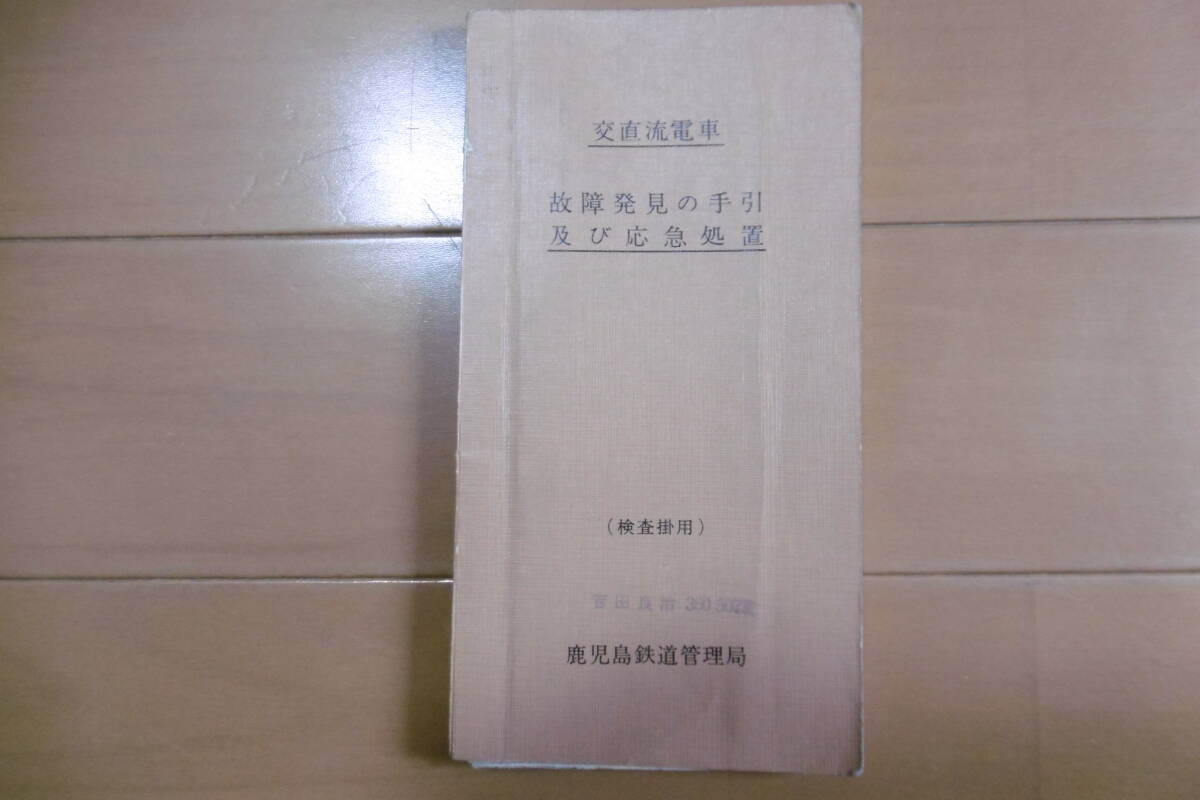 交直流電車
故障発見の手引
及び応急処置
(検査掛用)
鹿児島鉄道管理局